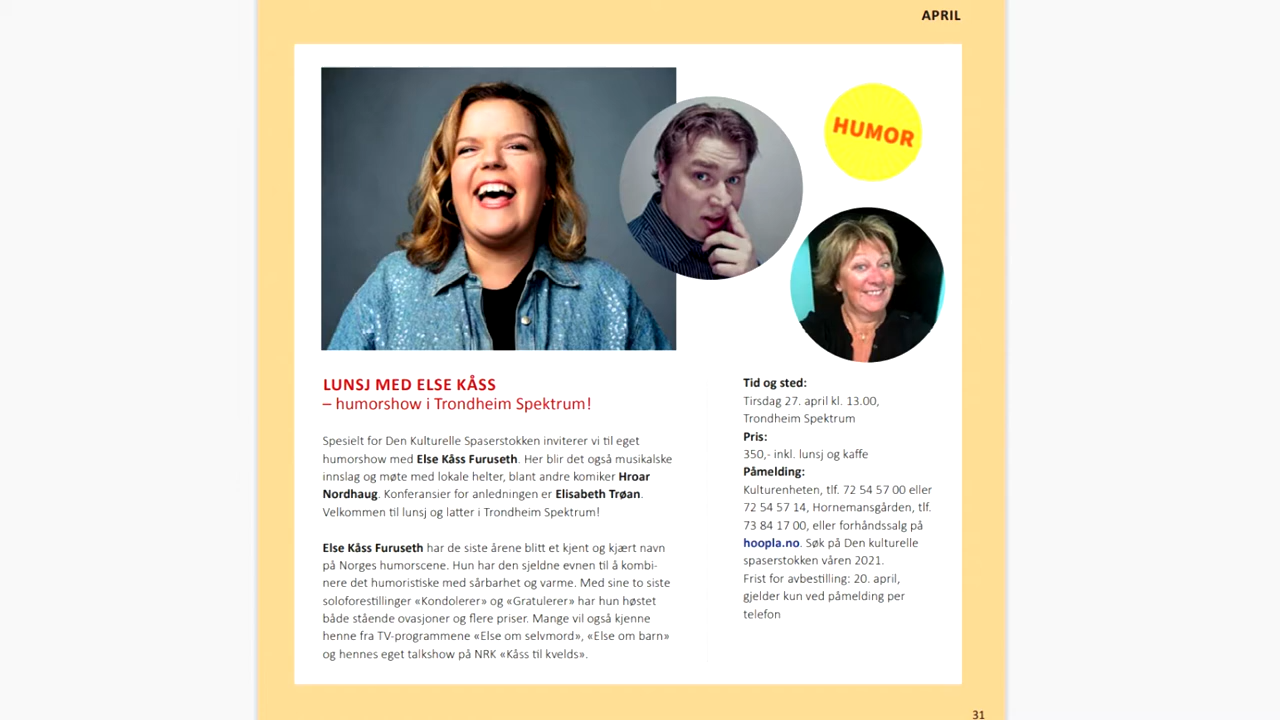 APRIL
HUMOR
LUNSJ MED ELSE KÅSS
– humorshow i Trondheim Spektrum!
Spesielt for Den Kulturelle Spaserstokken inviterer vi til eget
humorshow med Else Kåss Furuseth. Her blir det også musikalske
innslag og møte med lokale helter, blant andre komiker Hroar
Nordhaug. Konferansier for anledningen er Elisabeth Trøan.
Velkommen til lunsj og latter i Trondheim Spektrum!
Else Kåss Furuseth har de siste årene blitt et kjent og kjært navn
på Norges humorscene. Hun har den sjeldne evnen til å kombi-
nere det humoristiske med sårbarhet og varme. Med sine to siste
soloforestillinger «Kondolerer» og «Gratulerer» har hun høstet
både stående ovasjoner og flere priser. Mange vil også kjenne
henne fra TV-programmene «Else om selvmord», «Else om barn»
og hennes eget talkshow på NRK «Kåss til kvelds».
Tid og sted:
Tirsdag 27. april kl. 13.00,
Trondheim Spektrum
Pris:
350,- inkl. lunsj og kaffe
Påmelding:
Kulturenheten, tlf. 72 54 57 00 eller
72 54 57 14, Hornemansgården, tlf.
73 84 17 00, eller forhåndssalg på
hoopla.no. Søk på Den kulturelle
spaserstokken våren 2021.
Frist for avbestilling: 20. april,
gjelder kun ved påmelding per
telefon
31